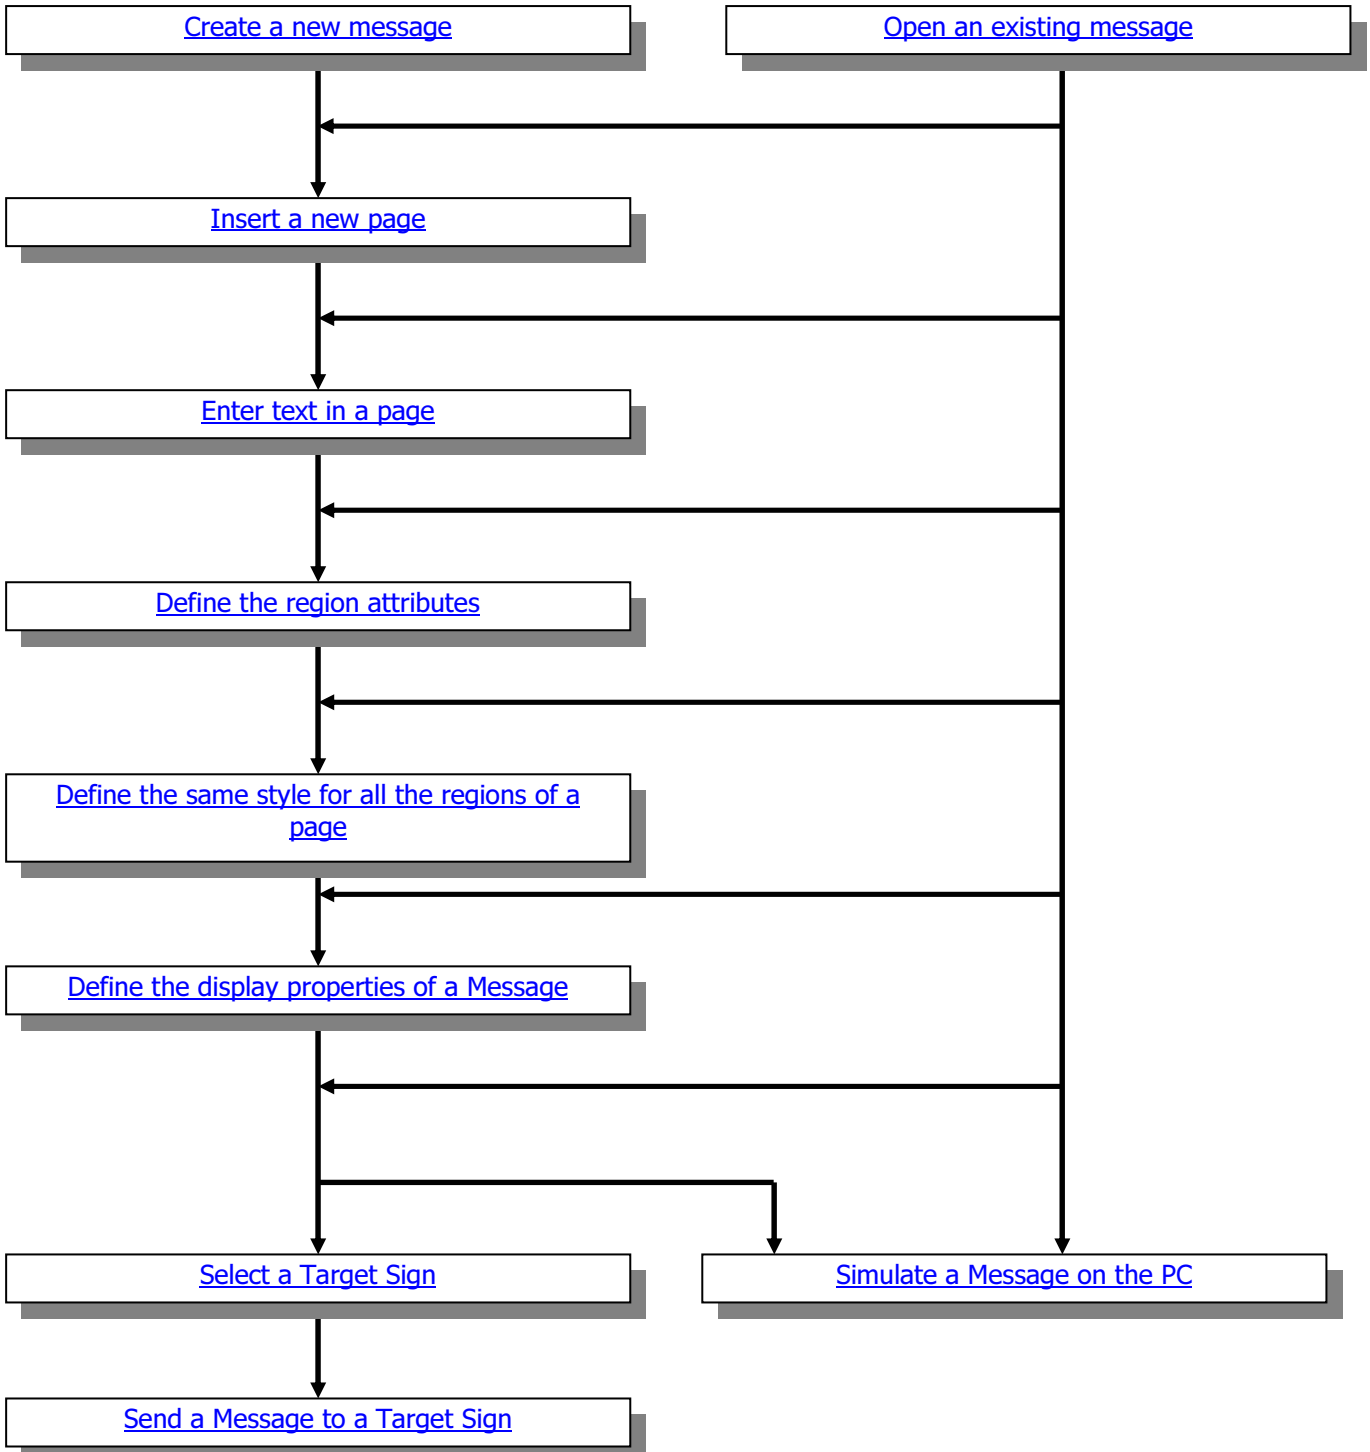 Create a new message
Open an existing message
Insert a new page
Enter text in a page
Define the region attributes
Define the same style for all the regions of a
page
Define the display properties of a Message
Select a Target Sign
Simulate a Message on the PC
Send a Message to a Target Sign